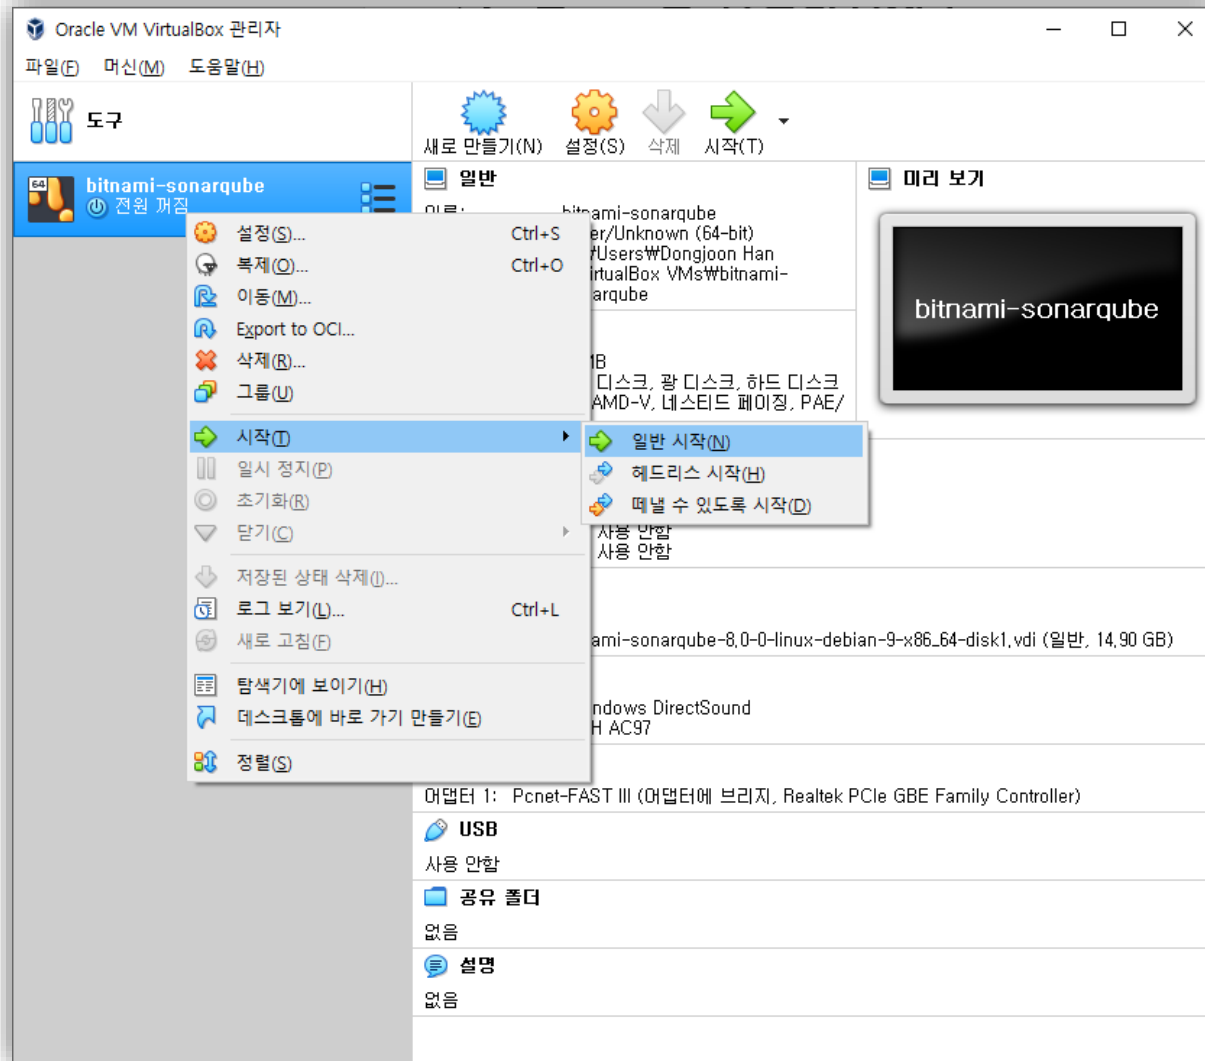 Oracle VM VirtualBox 관리자
파일(F) 머신(M) 도움말(H)
도구
새로 만들기(N) 설정(S) 삭제 시작(T)
64
bitnami-sonarqube
전원 꺼짐
일반
미리 보기
이름: bitnami-sonarqube
er/Unknown (64-bit)
₩Users₩Dongjoon Han
irtualBox VMs₩bitnami-
arqube
bitnami-sonarqube
설정(S)... Ctrl+S
복제(O)... Ctrl+O
이동(M)...
Export to OCI...
삭제(R)...
그룹(U)
MB
디스크, 광 디스크, 하드 디스크
AMD-V, 네스티드 페이징, PAE/
시작(T)
일시 정지(P)
초기화(R)
닫기(C)
일반 시작(N)
헤드리스 시작(H)
떼낼 수 있도록 시작(D)
사용 안함
사용 안함
저장된 상태 삭제(I)...
로그 보기(L)... Ctrl+L
새로 고침(F)
탐색기에 보이기(H)
데스크톱에 바로 가기 만들기(E)
정렬(S)
ami-sonarqube-8.0-0-linux-debian-9-x86_64-disk1.vdi (일반, 14.90 GB)
ndows DirectSound
H AC97
어댑터 1: Pcnet-FAST III (어댑터에 브리지, Realtek PCIe GBE Family Controller)
USB
사용 안함
공유 폴더
없음
설명
없음